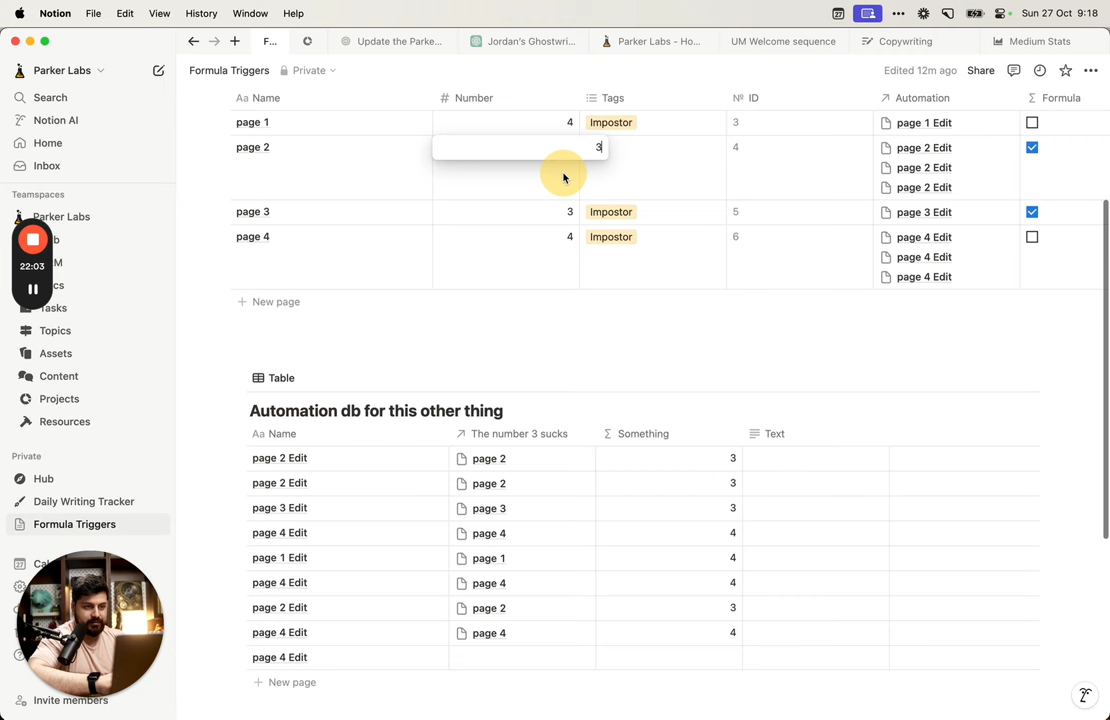 Notion File Edit View History Window Help
27 Sun 27 Oct 9:18
F... Update the Parke... Jordan's Ghostwri... Parker Labs - Ho... UM Welcome sequence Copywriting Medium Stats
Parker Labs
Formula Triggers Private
Edited 12m ago Share
Search
Notion AI
Home
Inbox
Teamspaces
Parker Labs
22:03
Tasks
Topics
Assets
Content
Projects
Resources
Private
Hub
Daily Writing Tracker
Formula Triggers
27
Invite members
Aa Name # Number Tags Nº ID Automation Σ Formula
page 1 4 Impostor 3 page 1 Edit
page 2 3 4 page 2 Edit
page 2 Edit
page 2 Edit
page 3 3 Impostor 5 page 3 Edit
page 4 4 Impostor 6 page 4 Edit
page 4 Edit
page 4 Edit
+ New page
Table
Automation db for this other thing
Aa Name The number 3 sucks Σ Something Text
page 2 Edit page 2 3
page 2 Edit page 2 3
page 3 Edit page 3 3
page 4 Edit page 4 4
page 1 Edit page 1 4
page 4 Edit page 4 4
page 2 Edit page 2 3
page 4 Edit page 4 4
page 4 Edit
+ New page